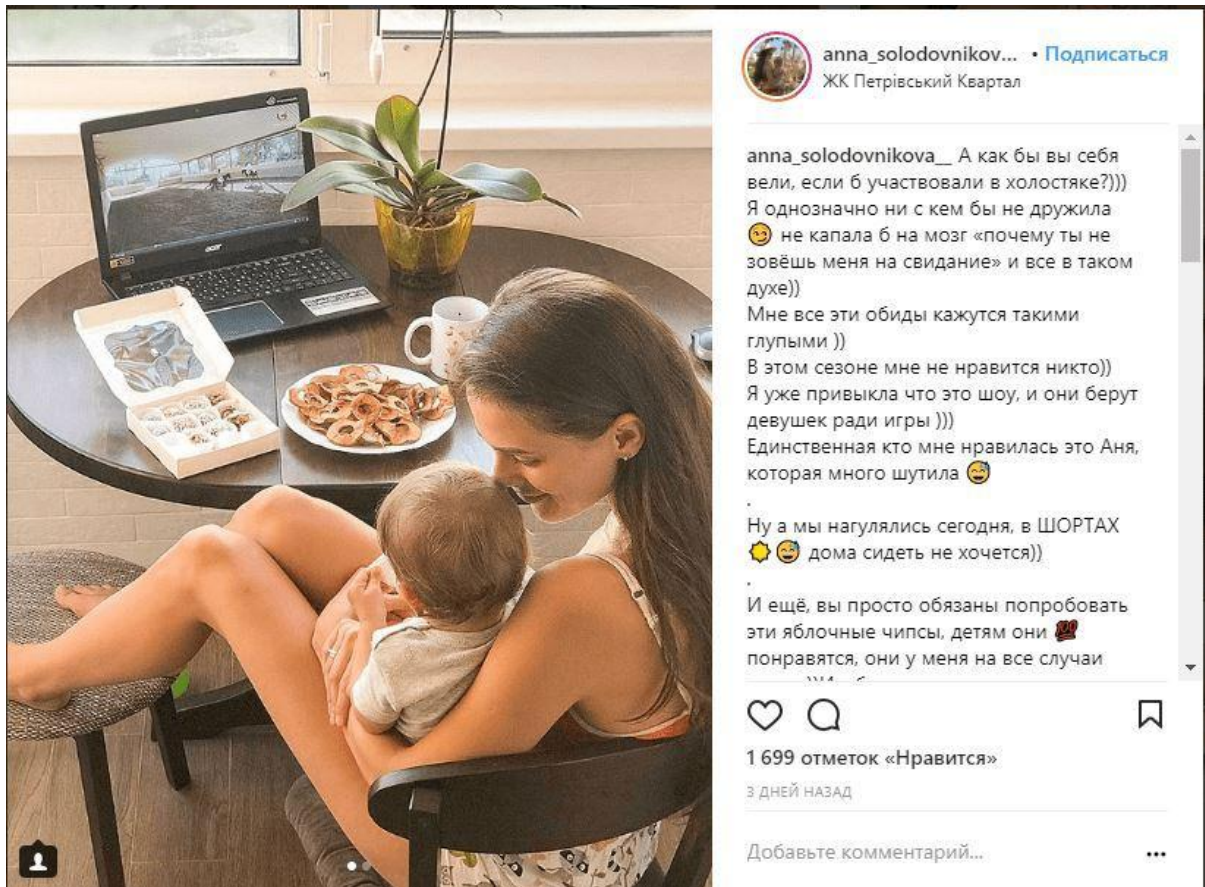 anna_solodovnikov... • Подписаться
ЖК Петрівський Квартал
anna_solodovnikova__ А как бы вы себя
вели, если б участвовали в холостяке?)))
Я однозначно ни с кем бы не дружила
😏 не капала б на мозг «почему ты не
зовёшь меня на свидание» и все в таком
духе))
Мне все эти обиды кажутся такими
глупыми ))
В этом сезоне мне не нравится никто))
Я уже привыкла что это шоу, и они берут
девушек ради игры )))
Единственная кто мне нравилась это Аня,
которая много шутила 😅
.
Ну а мы нагулялись сегодня, в ШОРТАХ
☀️😅 дома сидеть не хочется))
.
И ещё, вы просто обязаны попробовать
эти яблочные чипсы, детям они 💯
понравятся, они у меня на все случаи
1 699 отметок «Нравится»
3 ДНЕЙ НАЗАД
Добавьте комментарий...
acer